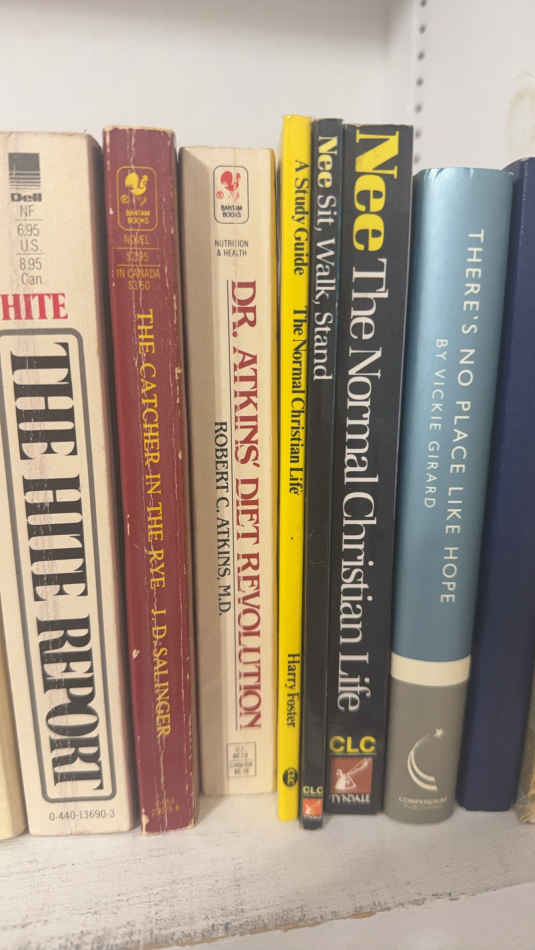 Dell
NF
6.95
U.S.
8.95
Can.
HITE
THE HITE REPORT
0-440-13690-3
BANTAM
BOOKS
NOVEL
IN CANADA
THE CATCHER IN THE RYE J. D. SALINGER
BANTAM
BOOKS
NUTRITION
& HEALTH
DR. ATKINS' DIET REVOLUTION
ROBERT C. ATKINS, M.D.
A Study Guide The Normal Christian Life Harry Foster
CLC
Nee Sit, Walk, Stand
CLC
Nee The Normal Christian Life
CLC
TYNDALE
THERE'S NO PLACE LIKE HOPE
BY VICKIE GIRARD
COMPENDIUM